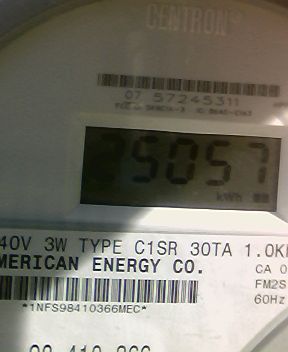 CENTRON
07 57245311
25057
kWh
40V 3W TYPE C1SR 30TA 1.0K
MERICAN ENERGY CO.
CA 0
FM2S
60Hz
*1NFS98410366MEC*